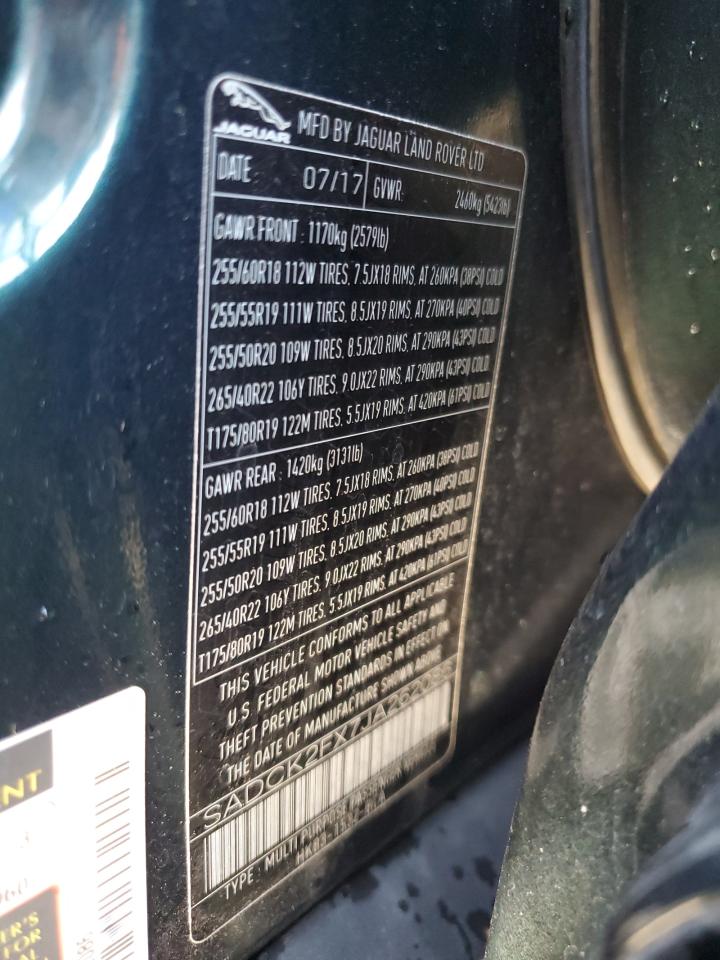 JAGUAR
MFD BY JAGUAR LAND ROVER LTD
DATE 07/17 GVWR: 2460kg (5423lb)
GAWR FRONT : 1170kg (2579lb)
255/60R18 112W TIRES, 7.5JX18 RIMS, AT 260KPA (38PSI) COLD
255/55R19 111W TIRES, 8.5JX19 RIMS, AT 270KPA (40PSI) COLD
255/50R20 109W TIRES, 8.5JX20 RIMS, AT 290KPA (43PSI) COLD
265/40R22 106Y TIRES, 9.0JX22 RIMS, AT 290KPA (43PSI) COLD
T175/80R19 122M TIRES, 5.5JX19 RIMS, AT 420KPA (61PSI) COLD
GAWR REAR : 1420kg (3131lb)
255/60R18 112W TIRES, 7.5JX18 RIMS, AT 260KPA (38PSI) COLD
255/55R19 111W TIRES, 8.5JX19 RIMS, AT 270KPA (40PSI) COLD
255/50R20 109W TIRES, 8.5JX20 RIMS, AT 290KPA (43PSI) COLD
265/40R22 106Y TIRES, 9.0JX22 RIMS, AT 290KPA (43PSI) COLD
T175/80R19 122M TIRES, 5.5JX19 RIMS, AT 420KPA (61PSI) COLD
THIS VEHICLE CONFORMS TO ALL APPLICABLE
U.S. FEDERAL MOTOR VEHICLE SAFETY AND
THEFT PREVENTION STANDARDS IN EFFECT ON
THE DATE OF MANUFACTURE SHOWN ABOVE
TYPE : MULTI PURPOSE PASSENGER VEHICLE